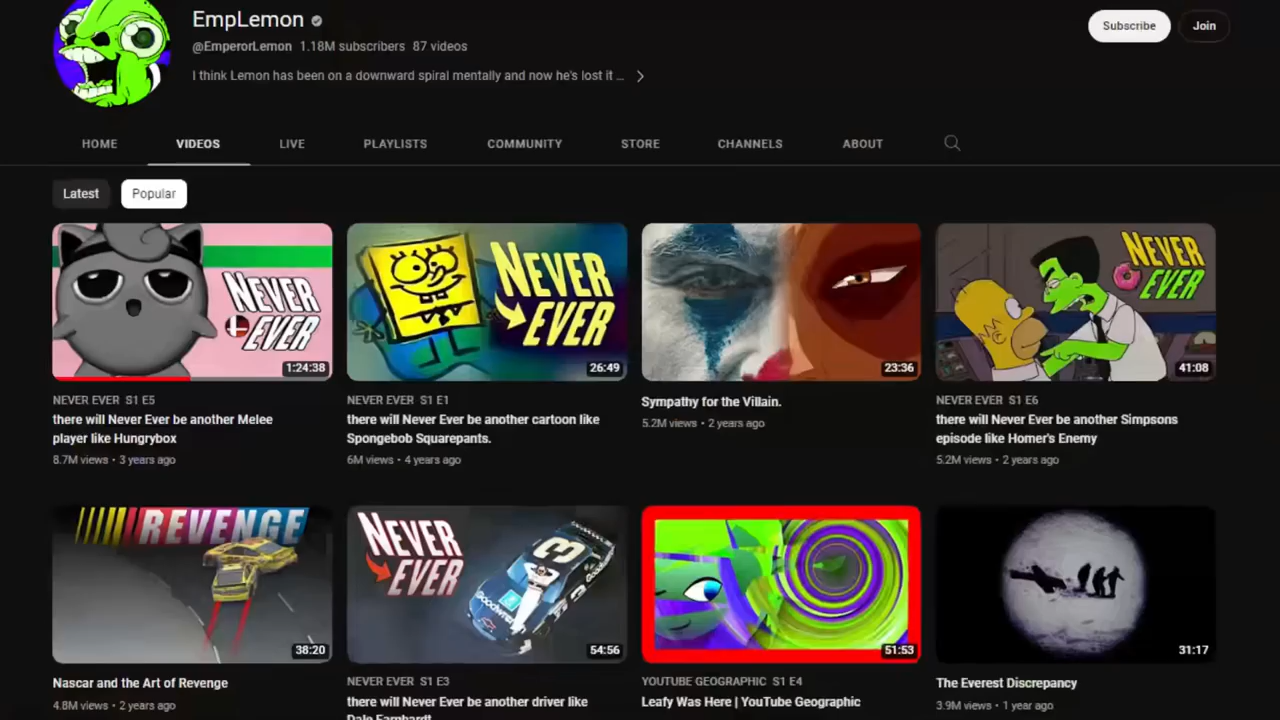 EmpLemon
@EmperorLemon 1.18M subscribers 87 videos
Subscribe
Join
I think Lemon has been on a downward spiral mentally and now he's lost it ...
HOME
VIDEOS
LIVE
PLAYLISTS
COMMUNITY
STORE
CHANNELS
ABOUT
Latest
Popular
NEVER
EVER
1:24:38
NEVER
EVER
26:49
23:36
NEVER
EVER
41:08
NEVER EVER S1 E5
there will Never Ever be another Melee
player like Hungrybox
8.7M views • 3 years ago
NEVER EVER S1 E1
there will Never Ever be another cartoon like
Spongebob Squarepants.
6M views • 4 years ago
Sympathy for the Villain.
5.2M views • 2 years ago
NEVER EVER S1 E6
there will Never Ever be another Simpsons
episode like Homer's Enemy
5.2M views • 2 years ago
REVENGE
38:20
NEVER
EVER
3
Goodwrench
54:56
51:53
31:17
Nascar and the Art of Revenge
4.8M views • 2 years ago
NEVER EVER S1 E3
there will Never Ever be another driver like
Dale Earnhardt
YOUTUBE GEOGRAPHIC S1 E4
Leafy Was Here | YouTube Geographic
The Everest Discrepancy
3.9M views • 1 year ago